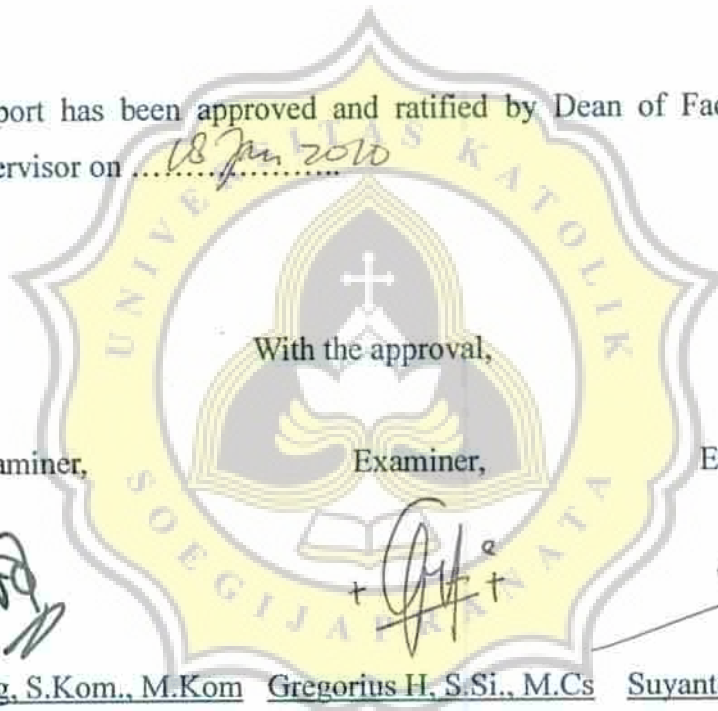 port has been approved and ratified by Dean of Fac
ervisor on ..................... 18 Jan 2010
UNIVERSITAS KATOLIK
With the approval,
aminer, Examiner, E
SOEGIJAPRANATA
g, S.Kom., M.Kom Gregorius H, S.Si., M.Cs Suyant